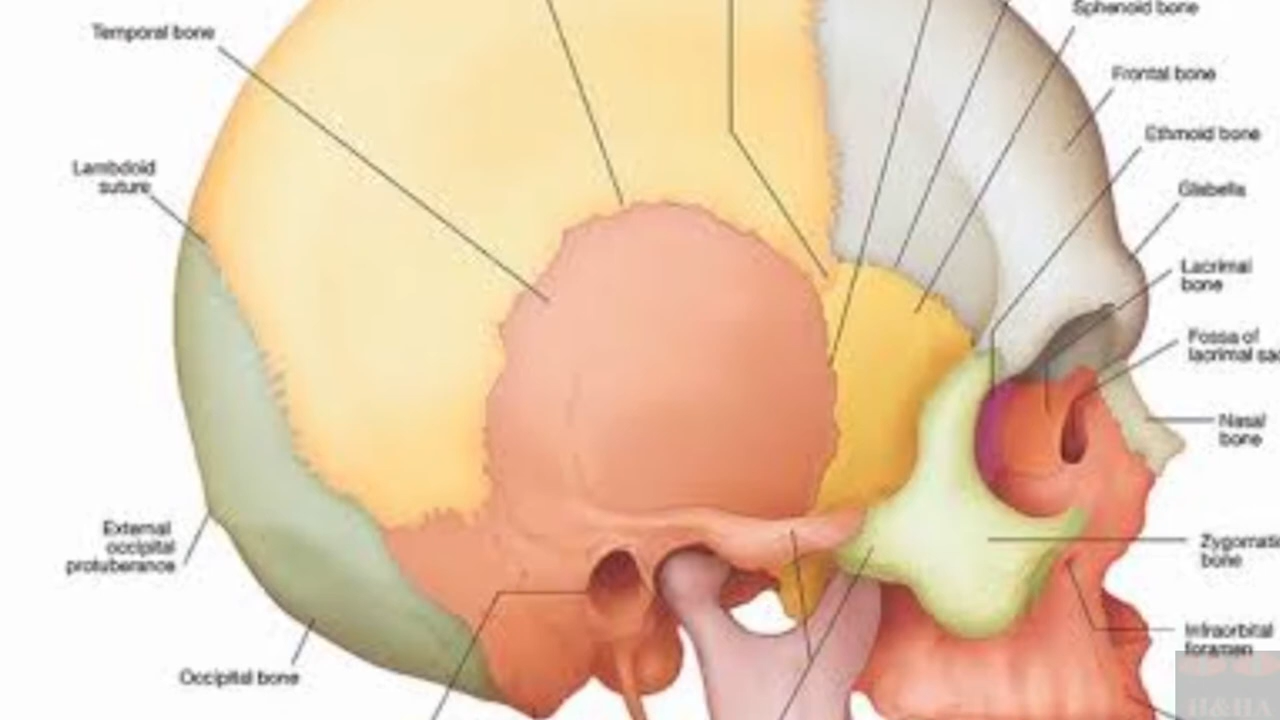 Sphenoid bone
Temporal bone
Frontal bone
Ethmoid bone
Lambdoid
suture
Glabella
Lacrimal
bone
Fossa of
lacrimal sac
Nasal
bone
External
occipital
protuberance
Zygomatic
bone
Infraorbital
foramen
Occipital bone